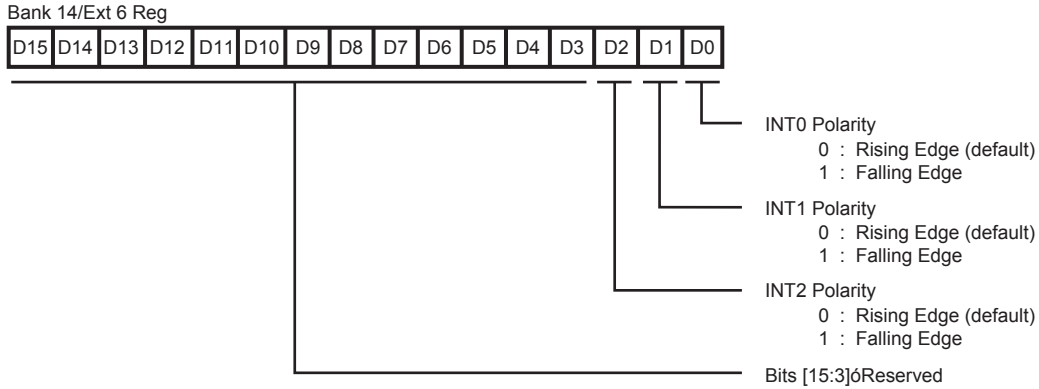 Bank 14/Ext 6 Reg
D15 D14 D13 D12 D11 D10 D9 D8 D7 D6 D5 D4 D3 D2 D1 D0
INT0 Polarity
0 : Rising Edge (default)
1 : Falling Edge
INT1 Polarity
0 : Rising Edge (default)
1 : Falling Edge
INT2 Polarity
0 : Rising Edge (default)
1 : Falling Edge
Bits [15:3]óReserved